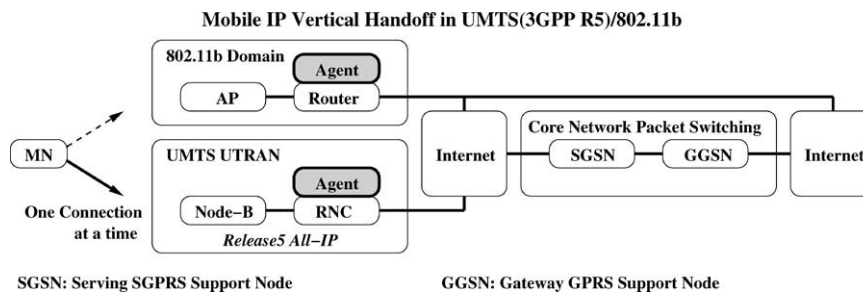 Mobile IP Vertical Handoff in UMTS(3GPP R5)/802.11b
802.11b Domain
Agent
AP
Router
MN
One Connection
at a time
UMTS UTRAN
Agent
Node-B
RNC
Release5 All-IP
Internet
Core Network Packet Switching
SGSN
GGSN
Internet
SGSN: Serving SGPRS Support Node
GGSN: Gateway GPRS Support Node